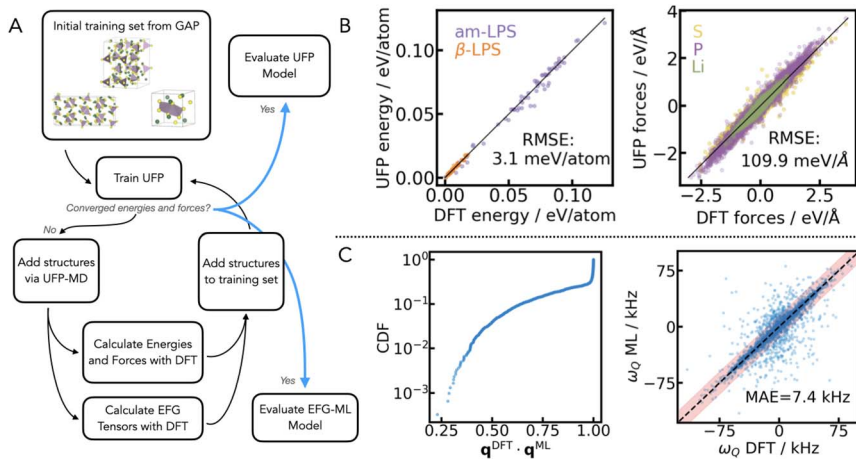 A
Initial training set from GAP
Evaluate UFP
Model
Yes
Train UFP
Converged energies and forces?
No
Add structures
via UFP-MD
Add structures
to training set
Calculate Energies
and Forces with DFT
Calculate EFG
Tensors with DFT
Yes
Evaluate EFG-ML
Model
B
UFP energy / eV/atom
0.10
0.05
0.00
am-LPS
β-LPS
RMSE:
3.1 meV/atom
0.00
0.05
0.10
DFT energy / eV/atom
UFP forces / eV/Å
2
0
−2
S
P
Li
RMSE:
109.9 meV/Å
−2.5
0.0
2.5
DFT forces / eV/Å
C
CDF
10⁰
10⁻¹
10⁻²
10⁻³
0.25
0.50
0.75
1.00
q^DFT · q^ML
ω_Q ML / kHz
75
0
−75
MAE=7.4 kHz
−75
0
75
ω_Q DFT / kHz